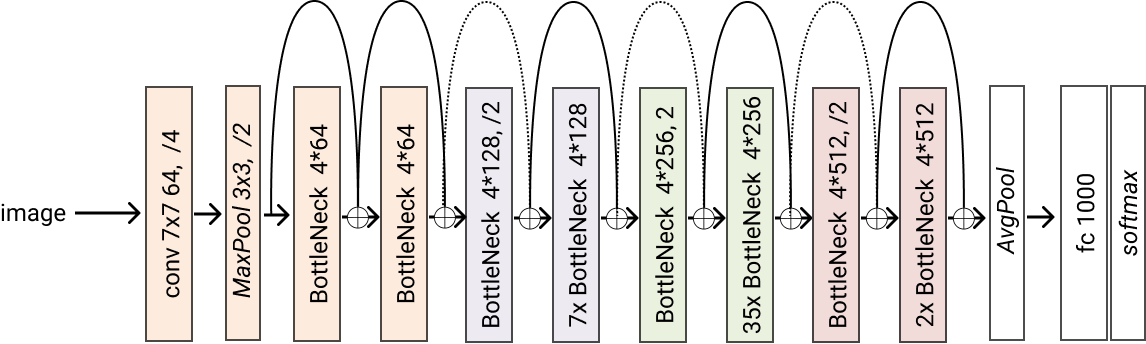 image
conv 7x7 64, /4
MaxPool 3x3, /2
BottleNeck 4*64
BottleNeck 4*64
BottleNeck 4*128, /2
7x BottleNeck 4*128
BottleNeck 4*256, 2
35x BottleNeck 4*256
BottleNeck 4*512, /2
2x BottleNeck 4*512
AvgPool
fc 1000
softmax